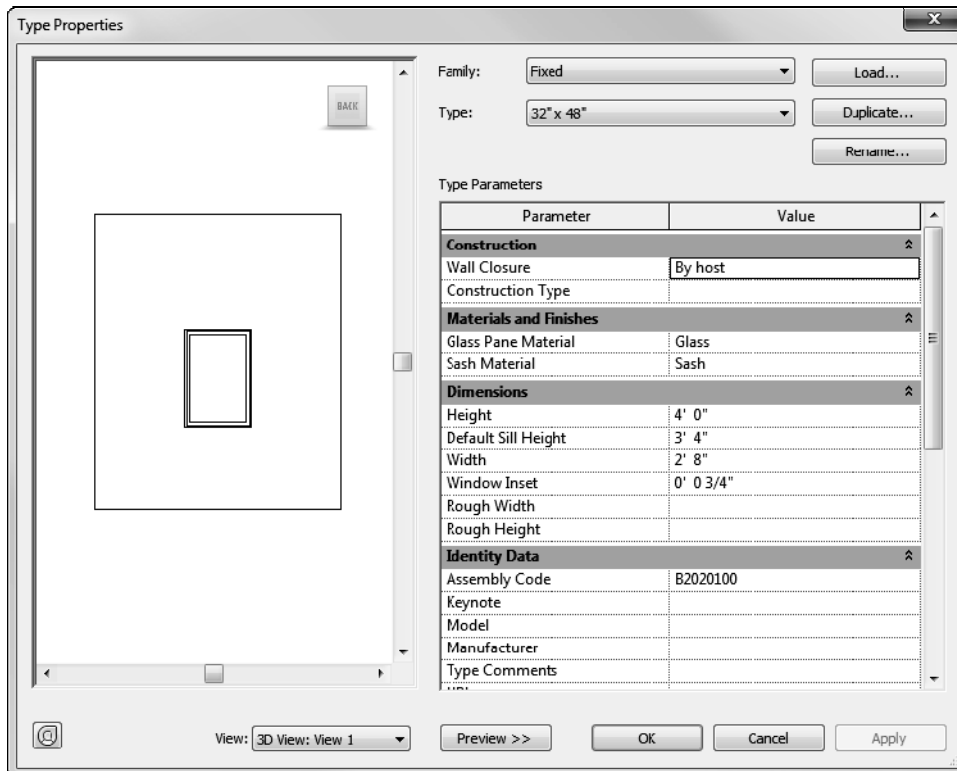 Type Properties
x
BACK
Family: Fixed Load...
Type: 32" x 48" Duplicate...
Rename...
Type Parameters
Parameter Value
Construction
Wall Closure By host
Construction Type
Materials and Finishes
Glass Pane Material Glass
Sash Material Sash
Dimensions
Height 4' 0"
Default Sill Height 3' 4"
Width 2' 8"
Window Inset 0' 0 3/4"
Rough Width
Rough Height
Identity Data
Assembly Code B2020100
Keynote
Model
Manufacturer
Type Comments
View: 3D View: View 1 Preview >> OK Cancel Apply